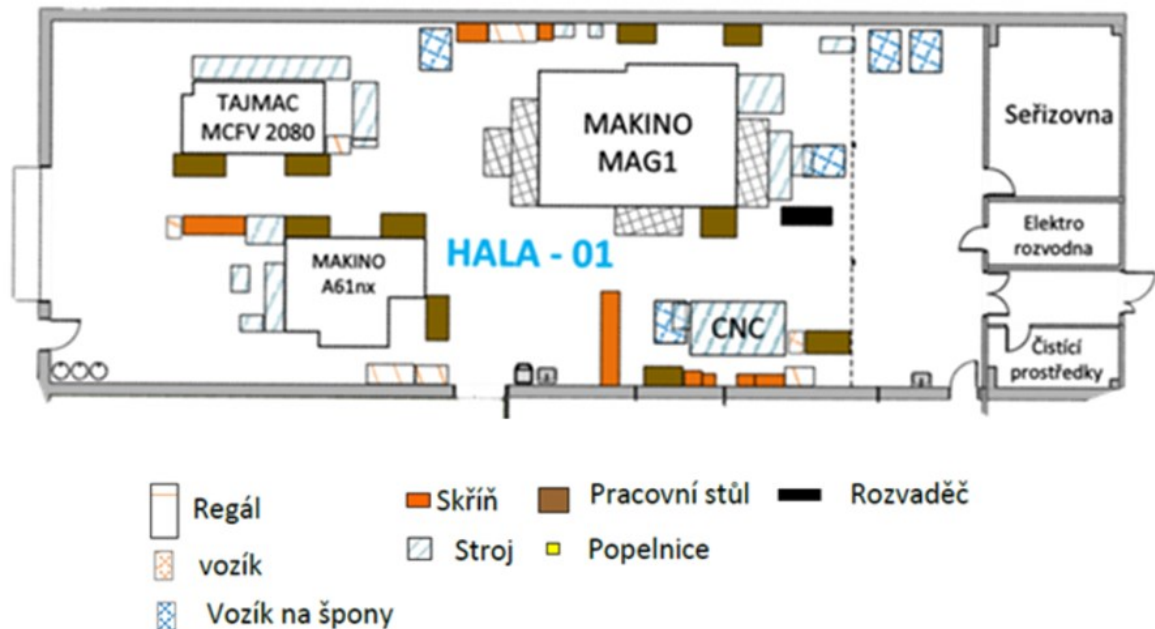 TAJMAC
MCFV 2080
MAKINO
MAG1
Seřizovna
Elektro
rozvodna
HALA - 01
MAKINO
A61nx
CNC
Čistící
prostředky
Regál
Skříň
Pracovní stůl
Rozvaděč
vozík
Stroj
Popelnice
Vozík na špony